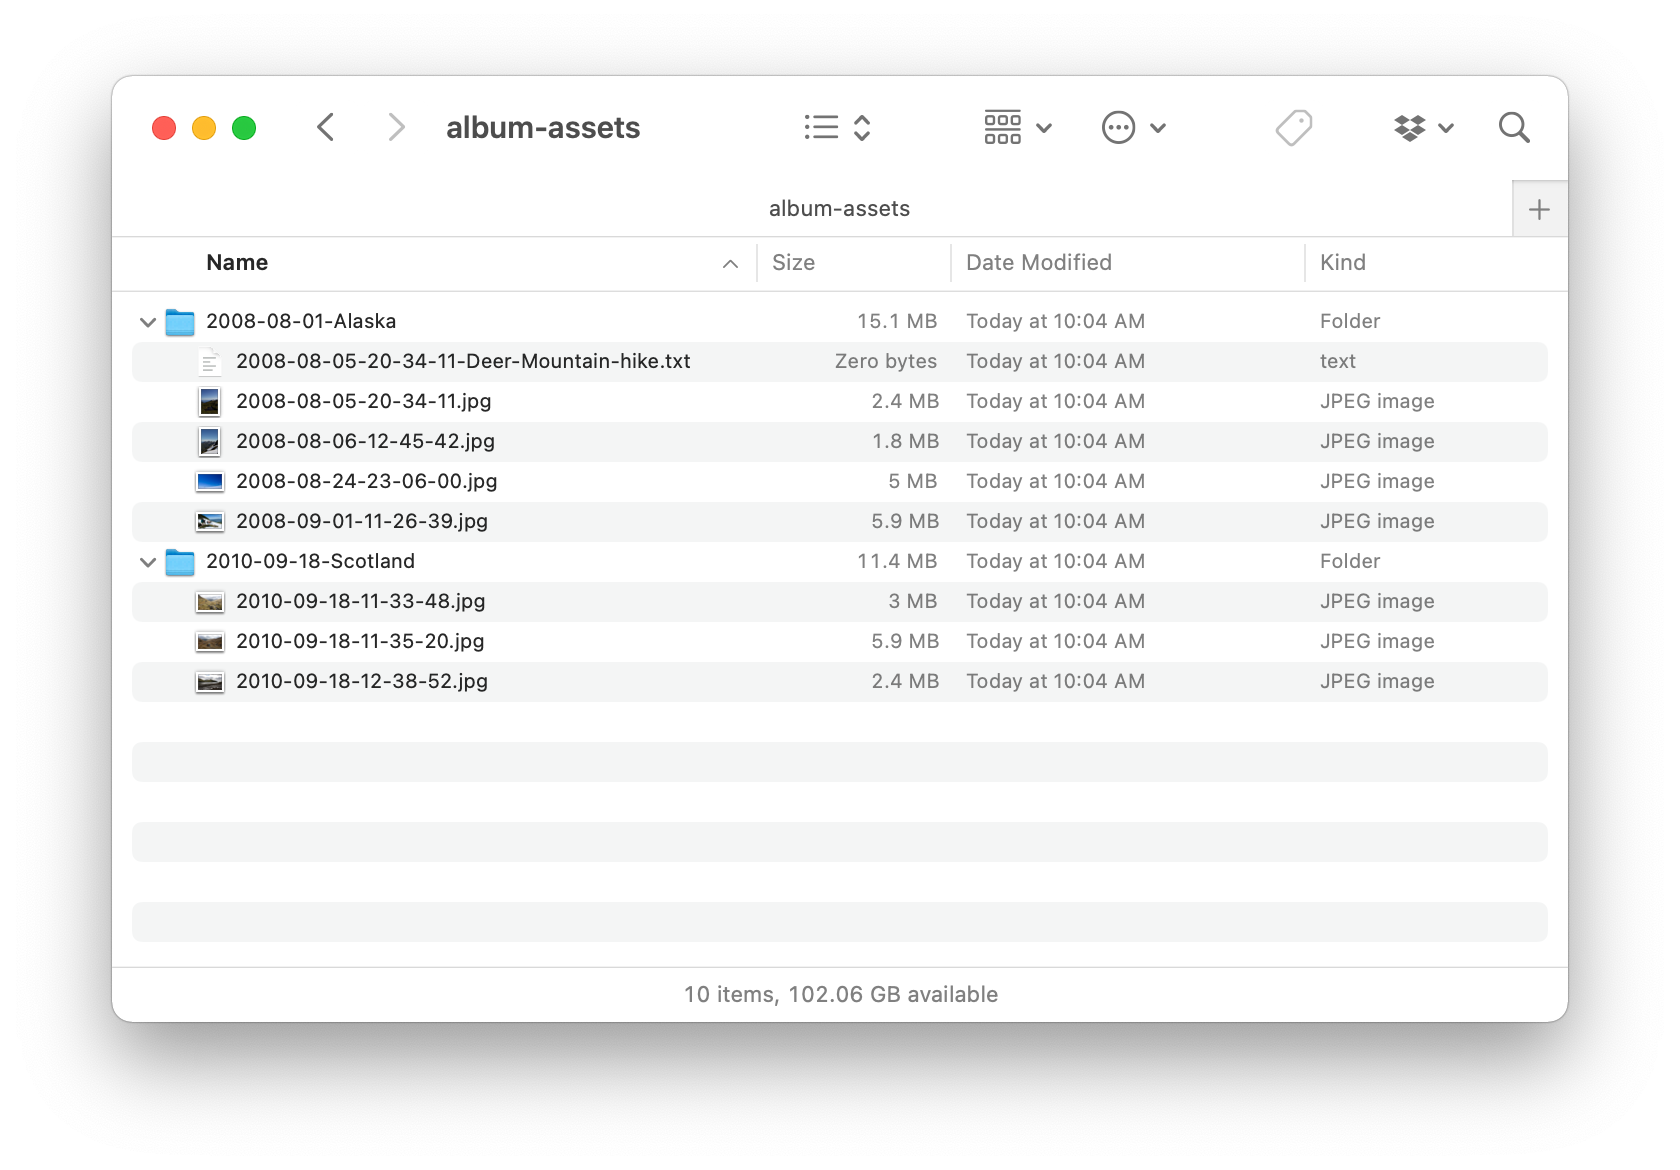 album-assets
album-assets
Name Size Date Modified Kind
2008-08-01-Alaska 15.1 MB Today at 10:04 AM Folder
2008-08-05-20-34-11-Deer-Mountain-hike.txt Zero bytes Today at 10:04 AM text
2008-08-05-20-34-11.jpg 2.4 MB Today at 10:04 AM JPEG image
2008-08-06-12-45-42.jpg 1.8 MB Today at 10:04 AM JPEG image
2008-08-24-23-06-00.jpg 5 MB Today at 10:04 AM JPEG image
2008-09-01-11-26-39.jpg 5.9 MB Today at 10:04 AM JPEG image
2010-09-18-Scotland 11.4 MB Today at 10:04 AM Folder
2010-09-18-11-33-48.jpg 3 MB Today at 10:04 AM JPEG image
2010-09-18-11-35-20.jpg 5.9 MB Today at 10:04 AM JPEG image
2010-09-18-12-38-52.jpg 2.4 MB Today at 10:04 AM JPEG image
10 items, 102.06 GB available